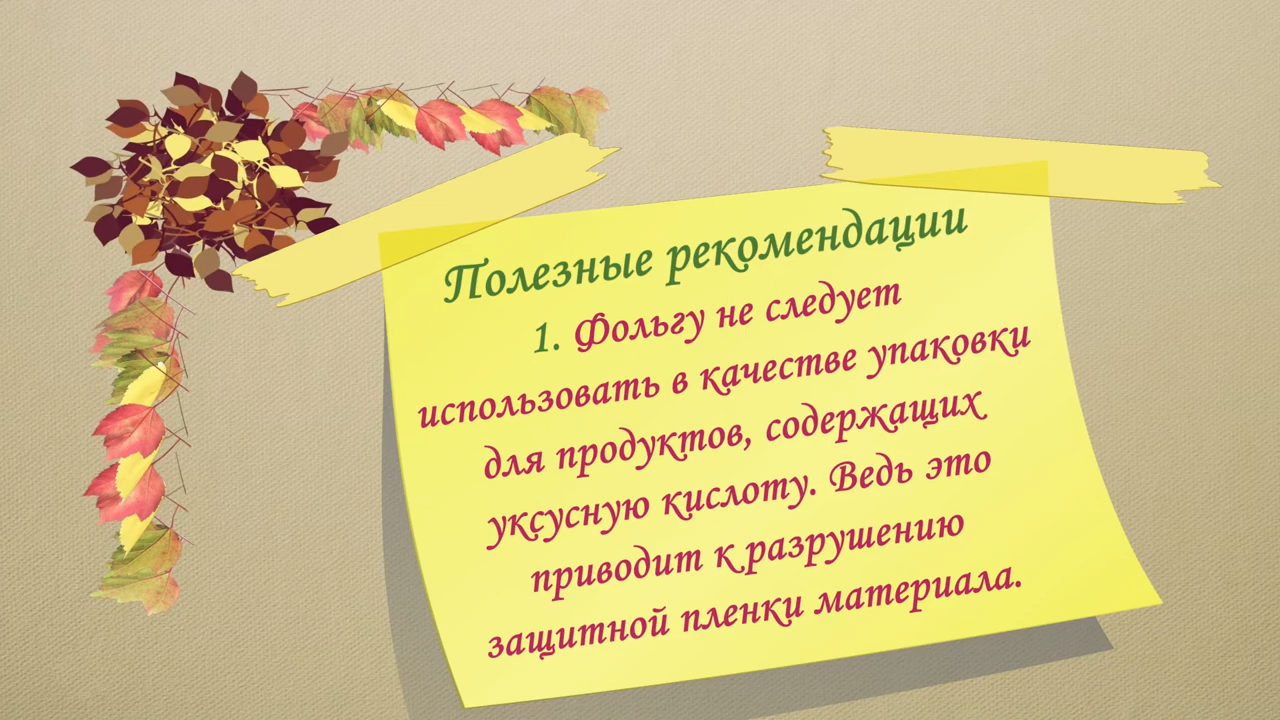 Полезные рекомендации
1. Фольгу не следует
использовать в качестве упаковки
для продуктов, содержащих
уксусную кислоту. Ведь это
приводит к разрушению
защитной пленки материала.